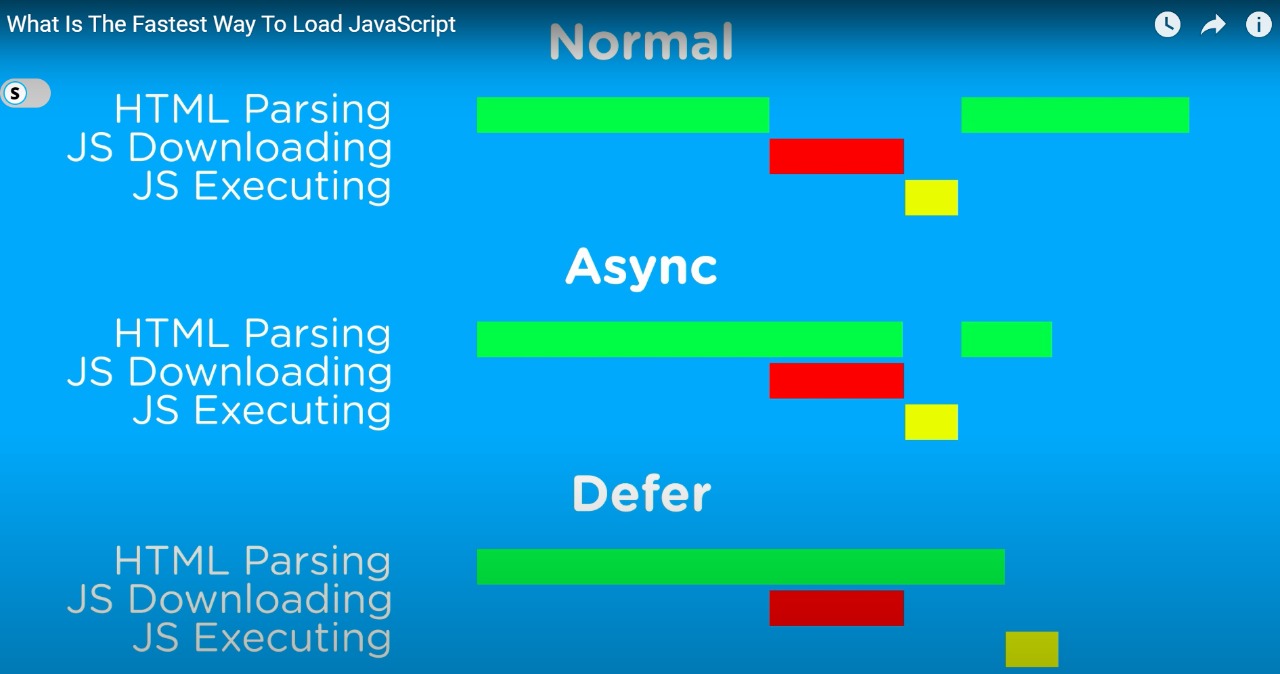 What Is The Fastest Way To Load JavaScript
Normal
S
HTML Parsing
JS Downloading
JS Executing
Async
HTML Parsing
JS Downloading
JS Executing
Defer
HTML Parsing
JS Downloading
JS Executing